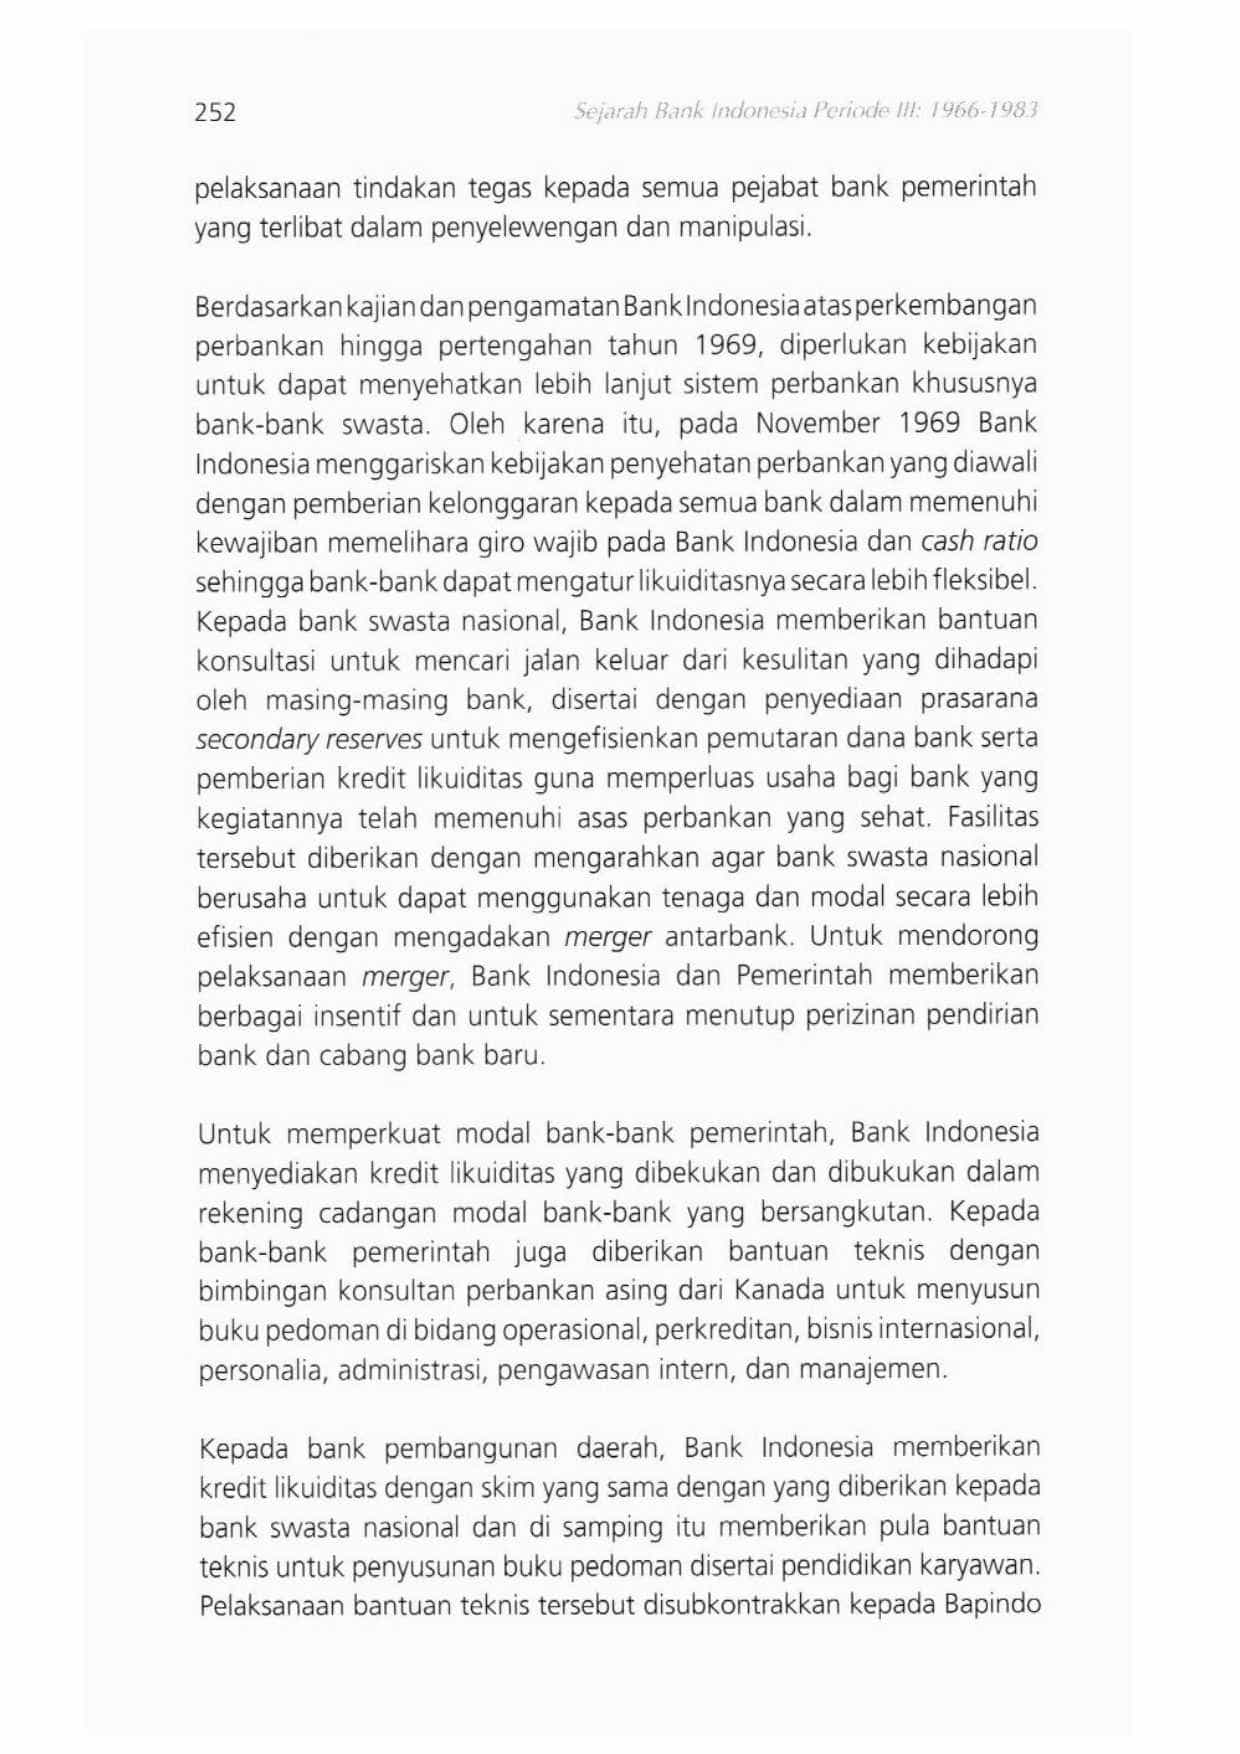 252
Sejarah Bank Indonesia Periode III: 1966-1983
pelaksanaan tindakan tegas kepada semua pejabat bank pemerintah
yang terlibat dalam penyelewengan dan manipulasi.
Berdasarkan kajian dan pengamatan Bank Indonesia atas perkembangan
perbankan hingga pertengahan tahun 1969, diperlukan kebijakan
untuk dapat menyehatkan lebih lanjut sistem perbankan khususnya
bank-bank swasta. Oleh karena itu, pada November 1969 Bank
Indonesia menggariskan kebijakan penyehatan perbankan yang diawali
dengan pemberian kelonggaran kepada semua bank dalam memenuhi
kewajiban memelihara giro wajib pada Bank Indonesia dan cash ratio
sehingga bank-bank dapat mengatur likuiditasnya secara lebih fleksibel.
Kepada bank swasta nasional, Bank Indonesia memberikan bantuan
konsultasi untuk mencari jalan keluar dari kesulitan yang dihadapi
oleh masing-masing bank, disertai dengan penyediaan prasarana
secondary reserves untuk mengefisienkan pemutaran dana bank serta
pemberian kredit likuiditas guna memperluas usaha bagi bank yang
kegiatannya telah memenuhi asas perbankan yang sehat. Fasilitas
tersebut diberikan dengan mengarahkan agar bank swasta nasional
berusaha untuk dapat menggunakan tenaga dan modal secara lebih
efisien dengan mengadakan merger antarbank. Untuk mendorong
pelaksanaan merger, Bank Indonesia dan Pemerintah memberikan
berbagai insentif dan untuk sementara menutup perizinan pendirian
bank dan cabang bank baru.
Untuk memperkuat modal bank-bank pemerintah, Bank Indonesia
menyediakan kredit likuiditas yang dibekukan dan dibukukan dalam
rekening cadangan modal bank-bank yang bersangkutan. Kepada
bank-bank pemerintah juga diberikan bantuan teknis dengan
bimbingan konsultan perbankan asing dari Kanada untuk menyusun
buku pedoman di bidang operasional, perkreditan, bisnis internasional,
personalia, administrasi, pengawasan intern, dan manajemen.
Kepada bank pembangunan daerah, Bank Indonesia memberikan
kredit likuiditas dengan skim yang sama dengan yang diberikan kepada
bank swasta nasional dan di samping itu memberikan pula bantuan
teknis untuk penyusunan buku pedoman disertai pendidikan karyawan.
Pelaksanaan bantuan teknis tersebut disubkontrakkan kepada Bapindo